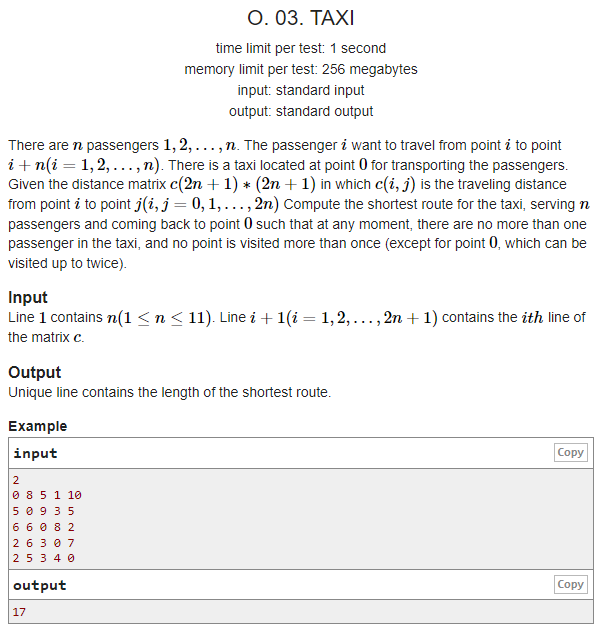 O. 03. TAXI
time limit per test: 1 second
memory limit per test: 256 megabytes
input: standard input
output: standard output
There are n passengers 1, 2, . . . , n. The passenger i want to travel from point i to point
i + n(i = 1, 2, . . . , n). There is a taxi located at point 0 for transporting the passengers.
Given the distance matrix c(2n + 1) ∗ (2n + 1) in which c(i, j) is the traveling distance
from point i to point j(i, j = 0, 1, . . . , 2n) Compute the shortest route for the taxi, serving n
passengers and coming back to point 0 such that at any moment, there are no more than one
passenger in the taxi, and no point is visited more than once (except for point 0, which can be
visited up to twice).
Input
Line 1 contains n(1 ≤ n ≤ 11). Line i + 1(i = 1, 2, . . . , 2n + 1) contains the ith line of
the matrix c.
Output
Unique line contains the length of the shortest route.
Example
input Copy
2
0 8 5 1 10
5 0 9 3 5
6 6 0 8 2
2 6 3 0 7
2 5 3 4 0
output Copy
17